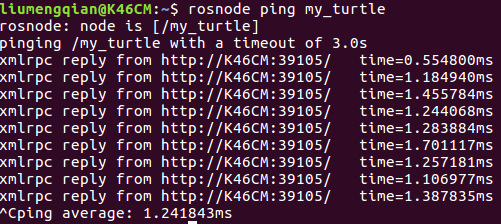 liumengqian@K46CM:~$ rosnode ping my_turtle
rosnode: node is [/my_turtle]
pinging /my_turtle with a timeout of 3.0s
xmlrpc reply from http://K46CM:39105/ time=0.554800ms
xmlrpc reply from http://K46CM:39105/ time=1.184940ms
xmlrpc reply from http://K46CM:39105/ time=1.455784ms
xmlrpc reply from http://K46CM:39105/ time=1.244068ms
xmlrpc reply from http://K46CM:39105/ time=1.283884ms
xmlrpc reply from http://K46CM:39105/ time=1.701117ms
xmlrpc reply from http://K46CM:39105/ time=1.257181ms
xmlrpc reply from http://K46CM:39105/ time=1.106977ms
xmlrpc reply from http://K46CM:39105/ time=1.387835ms
^Cping average: 1.241843ms